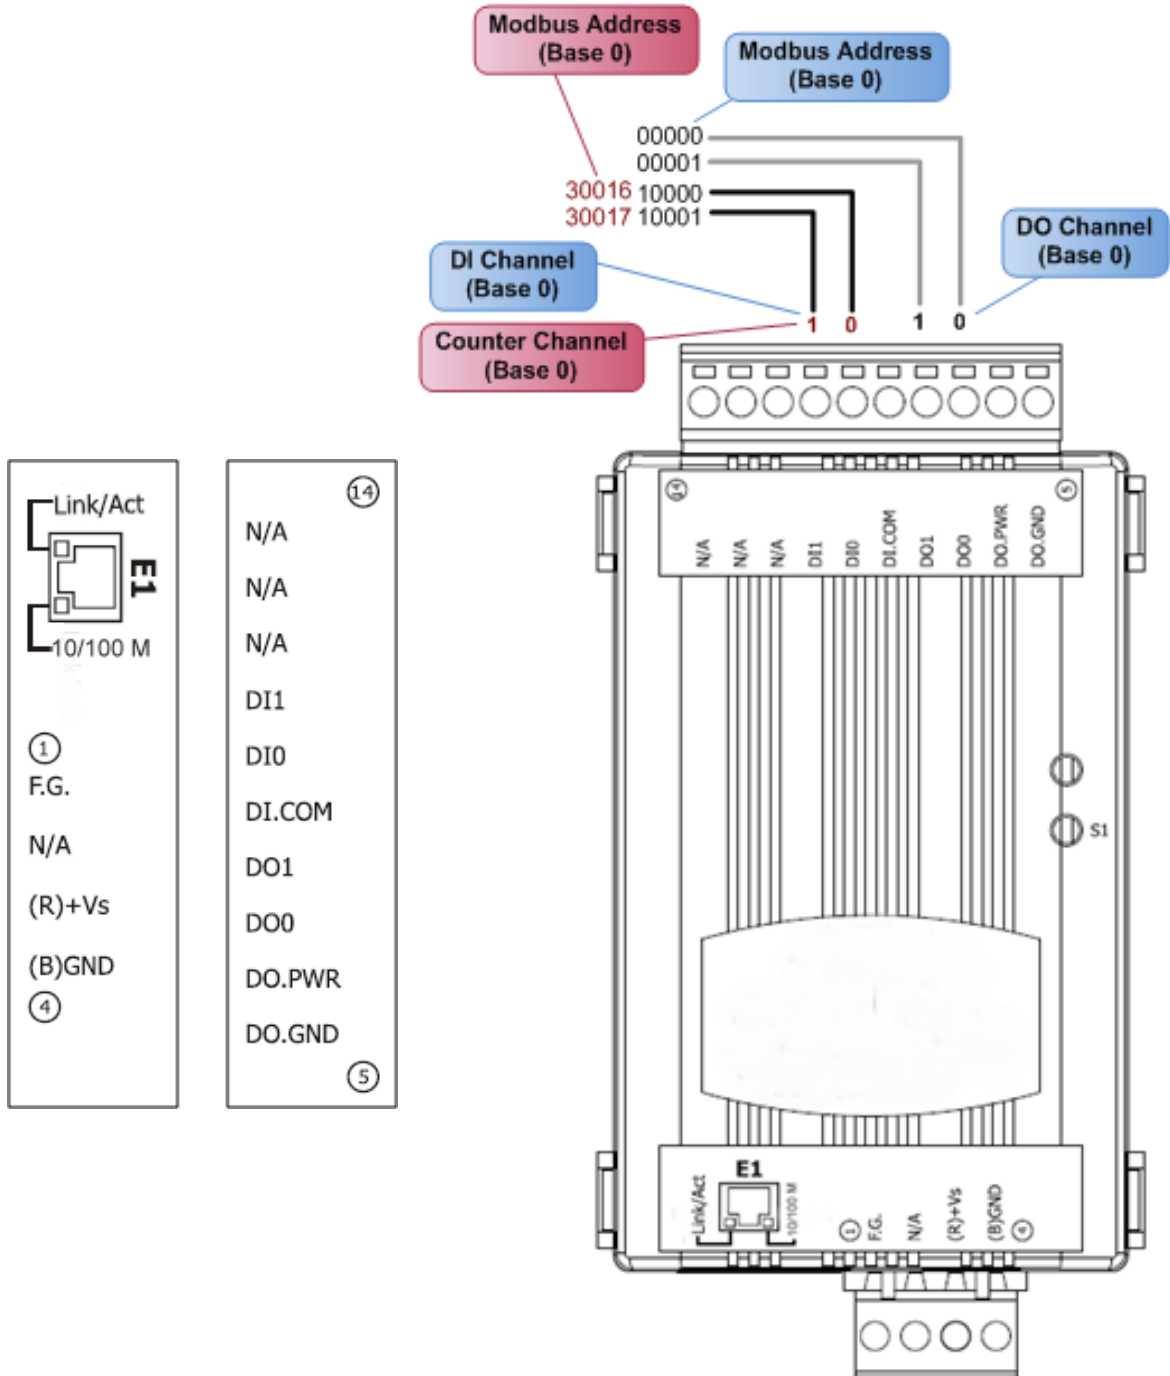 Modbus Address
(Base 0)
Modbus Address
(Base 0)
00000
00001
30016 10000
30017 10001
DI Channel
(Base 0)
DO Channel
(Base 0)
Counter Channel
(Base 0)
1 0 1 0
Link/Act
E1
10/100 M
1
F.G.
N/A
(R)+Vs
(B)GND
4
14
N/A
N/A
N/A
DI1
DI0
DI.COM
DO1
DO0
DO.PWR
DO.GND
5
14
5
N/A
N/A
N/A
DI1
DI0
DI.COM
DO1
DO0
DO.PWR
DO.GND
S1
E1
Link/Act
10/100 M
1
F.G.
N/A
(R)+Vs
(B)GND
4